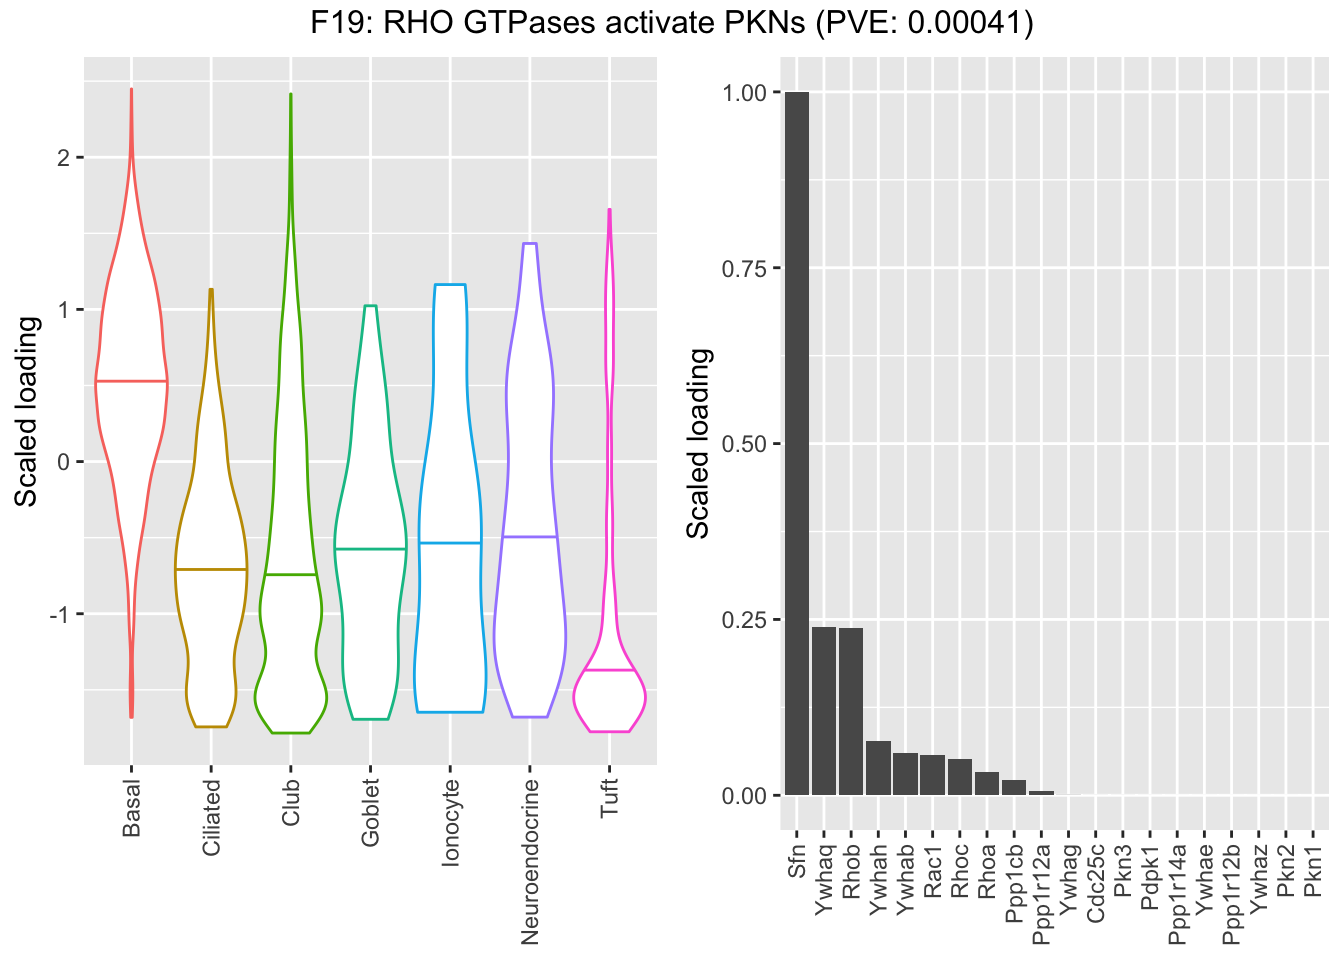 F19: RHO GTPases activate PKNs (PVE: 0.00041)
Scaled loading
2
1
0
-1
Basal
Ciliated
Club
Goblet
Ionocyte
Neuroendocrine
Tuft
Scaled loading
1.00
0.75
0.50
0.25
0.00
Sfn
Ywhaq
Rhob
Ywhah
Ywhab
Rac1
Rhoc
Rhoa
Ppp1cb
Ppp1r12a
Ywhag
Cdc25c
Pkn3
Pdpk1
Ppp1r14a
Ywhae
Ppp1r12b
Ywhaz
Pkn2
Pkn1